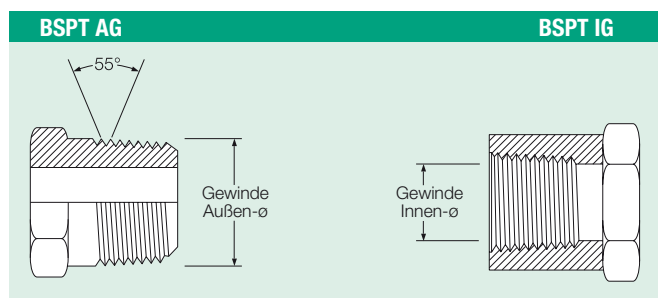 BSPT AG
BSPT IG
55°
Gewinde
Außen-ø
Gewinde
Innen-ø